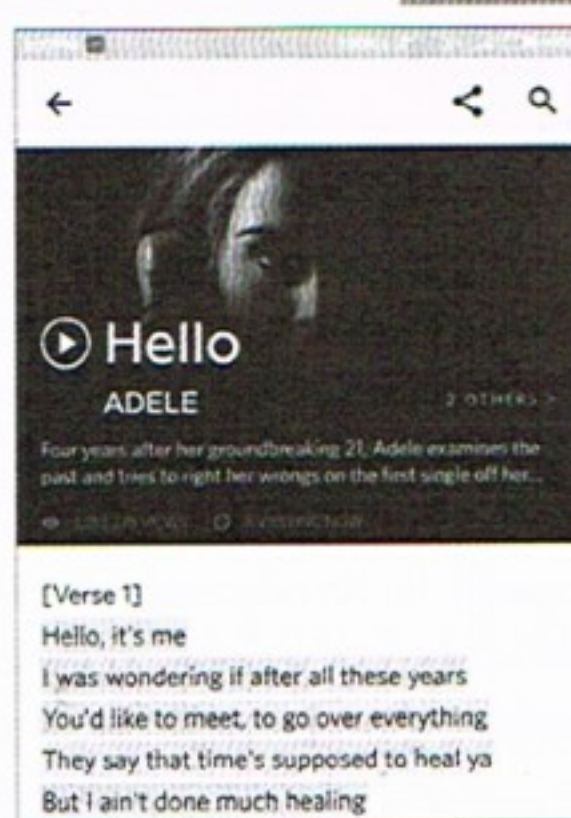 Hello
ADELE
2 OTHERS >
Four years after her groundbreaking 21, Adele examines the
past and tries to right her wrongs on the first single off her...
[Verse 1]
Hello, it's me
I was wondering if after all these years
You'd like to meet, to go over everything
They say that time's supposed to heal ya
But I ain't done much healing